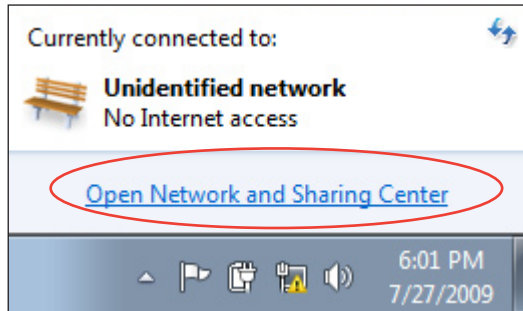 Currently connected to:
Unidentified network
No Internet access
Open Network and Sharing Center
6:01 PM
7/27/2009